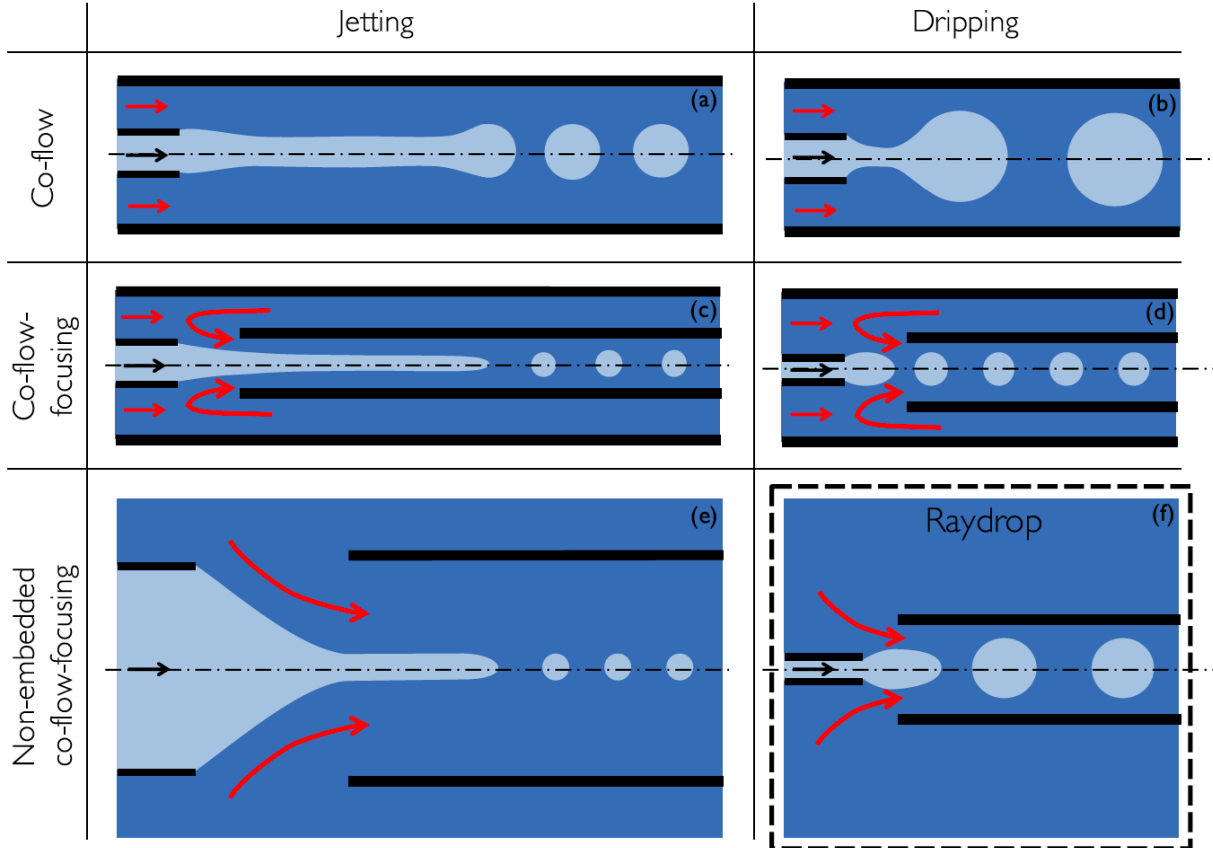 Jetting
Dripping
Co-flow
(a)
(b)
Co-flow-
focusing
(c)
(d)
Non-embedded
co-flow-focusing
(e)
Raydrop
(f)